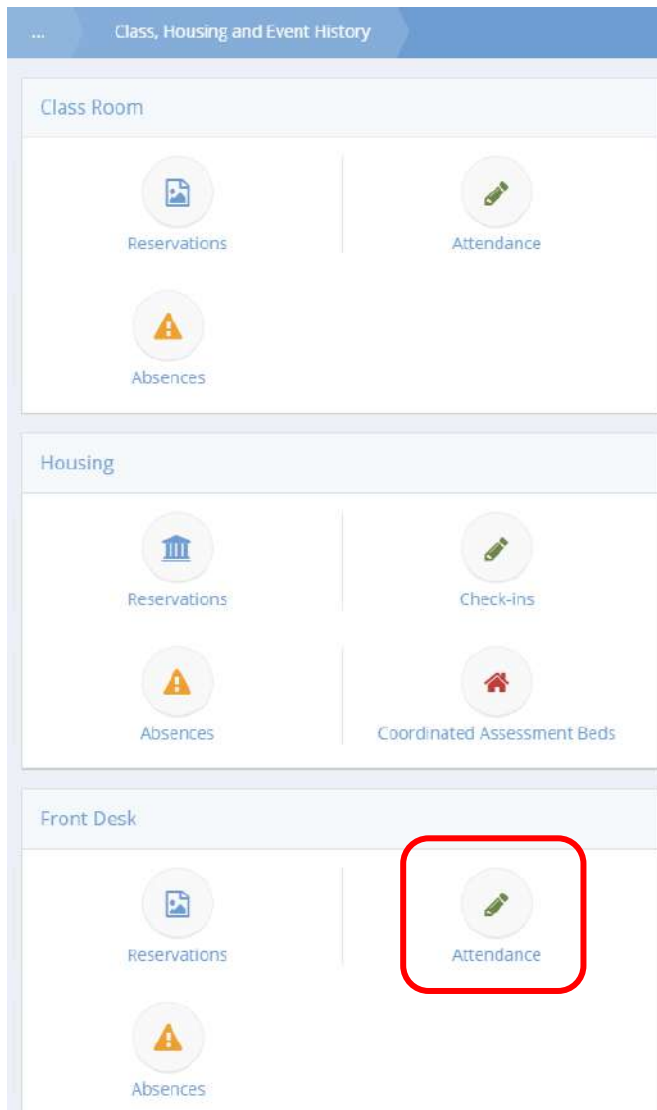 ... Class, Housing and Event History
Class Room
Reservations Attendance
Absences
Housing
Reservations Check-ins
Absences Coordinated Assessment Beds
Front Desk
Reservations Attendance
Absences